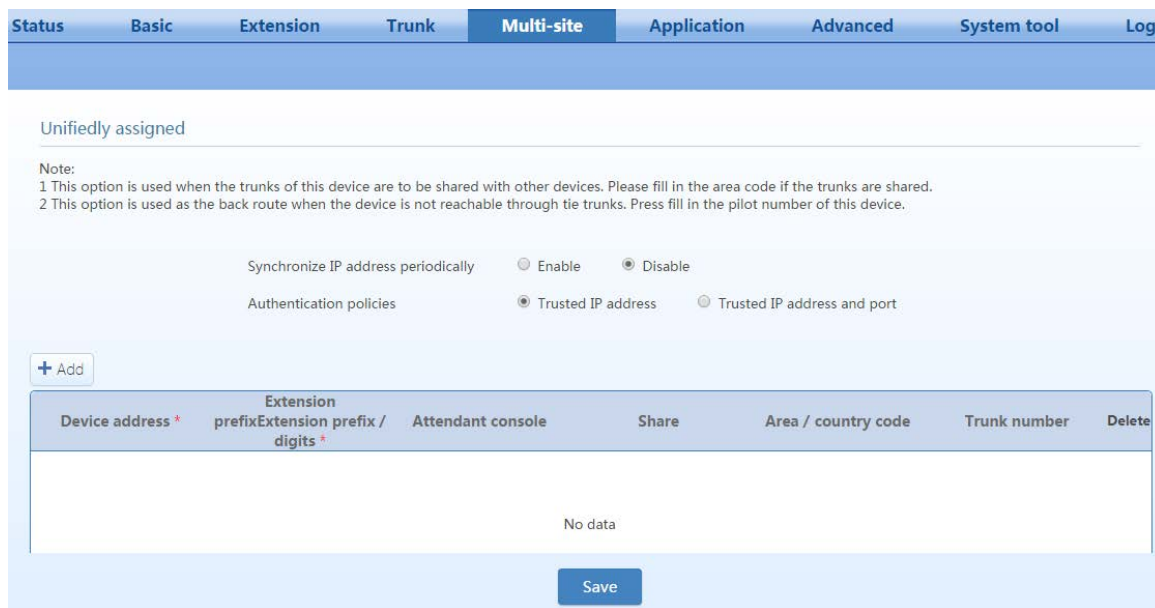 Status Basic Extension Trunk Multi-site Application Advanced System tool Log
Unifiedly assigned
Note:
1 This option is used when the trunks of this device are to be shared with other devices. Please fill in the area code if the trunks are shared.
2 This option is used as the back route when the device is not reachable through tie trunks. Press fill in the pilot number of this device.
Synchronize IP address periodically Enable Disable
Authentication policies Trusted IP address Trusted IP address and port
+ Add
Extension
Device address * prefixExtension prefix / Attendant console Share Area / country code Trunk number Delete
digits *
No data
Save